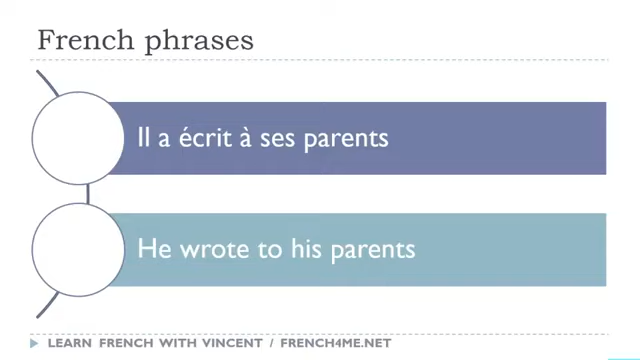 French phrases
Il a écrit à ses parents
He wrote to his parents
LEARN FRENCH WITH VINCENT / FRENCH4ME.NET